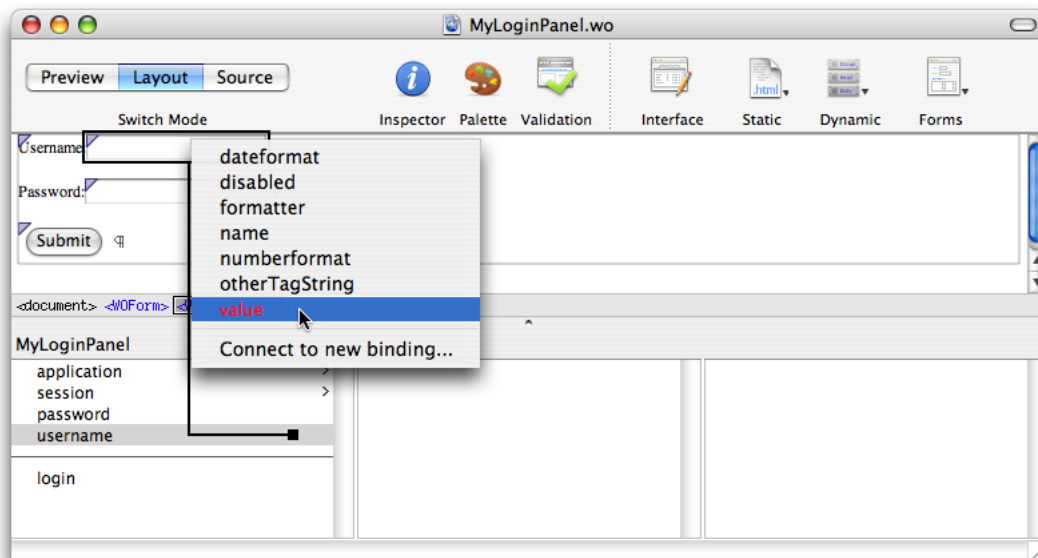 MyLoginPanel.wo
Preview Layout Source
Switch Mode
Inspector Palette Validation Interface Static Dynamic Forms
.html
Username
Password:
Submit ¶
dateformat
disabled
formatter
name
numberformat
otherTagString
value
Connect to new binding...
<document> <WOForm>
MyLoginPanel
application >
session >
password
username
login